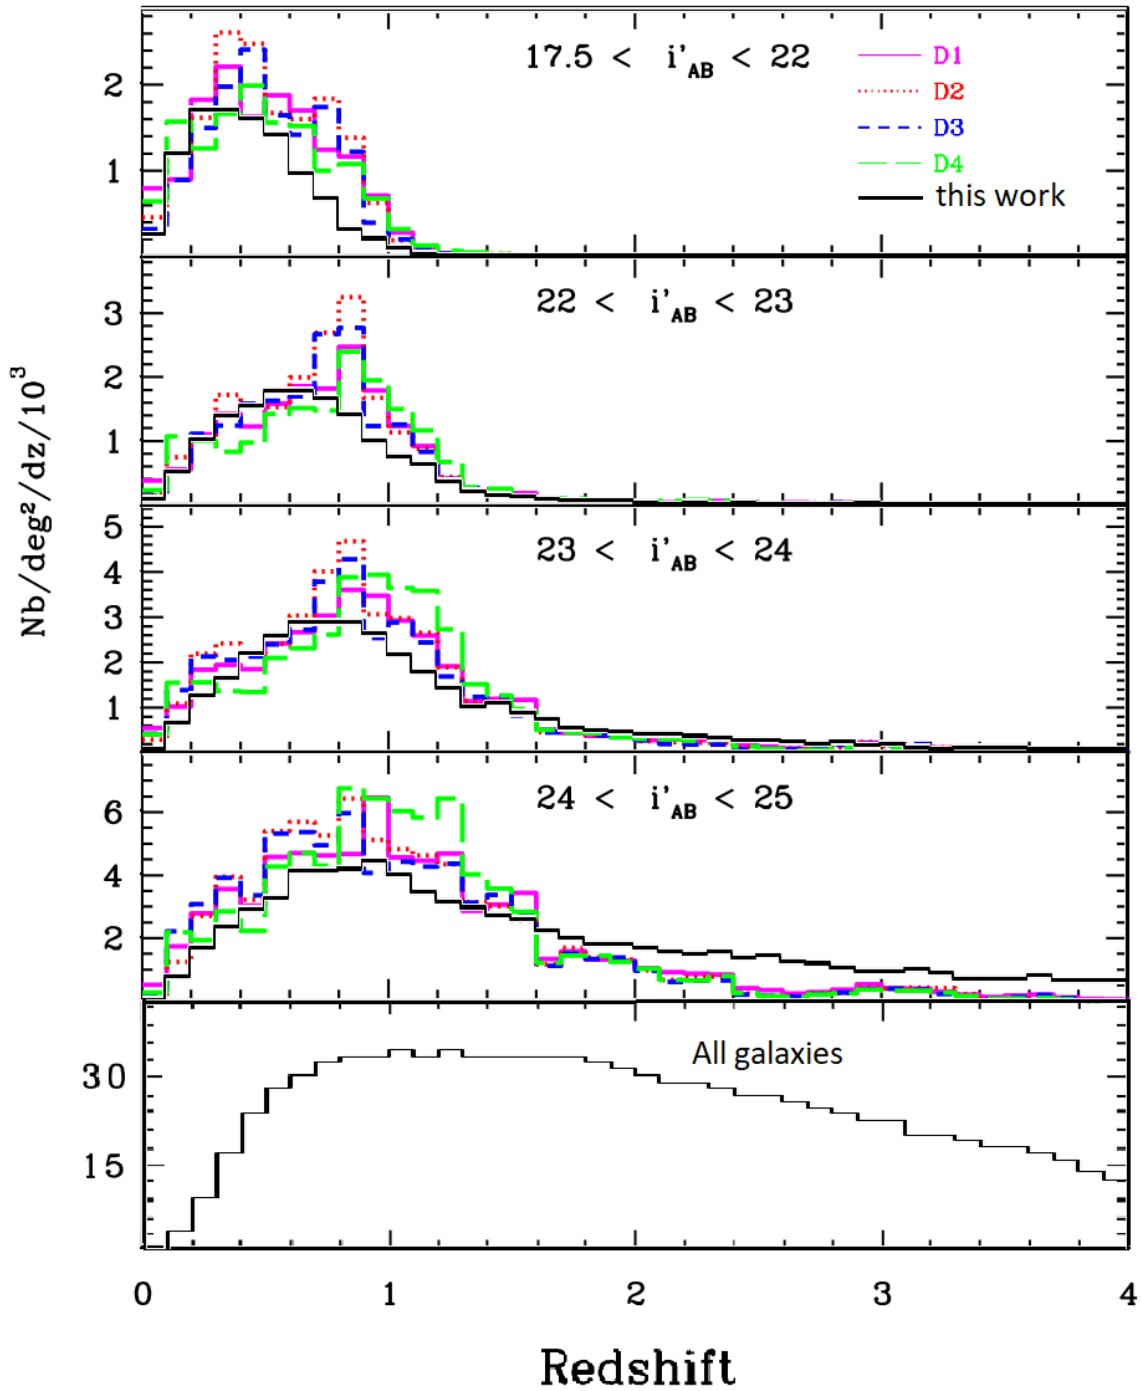 17.5 < i'AB < 22
D1
D2
D3
D4
this work
2
1
22 < i'AB < 23
3
2
1
23 < i'AB < 24
5
4
3
2
1
24 < i'AB < 25
6
4
2
All galaxies
30
15
Nb/deg²/dz/10³
0 1 2 3 4
Redshift